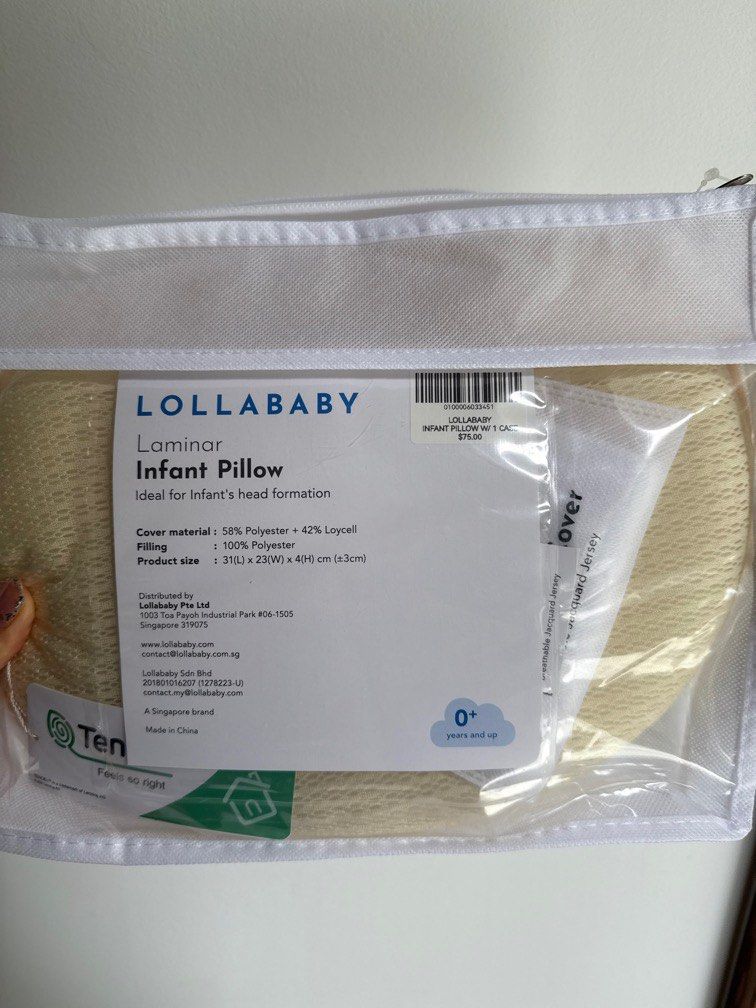 0100006033451
LOLLABABY
INFANT PILLOW W/ 1 CASE
$75.00
LOLLABABY
Laminar
Infant Pillow
Ideal for Infant's head formation
Cover material : 58% Polyester + 42% Loycell
Filling : 100% Polyester
Product size : 31(L) x 23(W) x 4(H) cm (±3cm)
Distributed by
Lollababy Pte Ltd
1003 Toa Payoh Industrial Park #06-1505
Singapore 319075
www.lollababy.com
contact@lollababy.com.sg
Lollababy Sdn Bhd
201801016207 (1278223-U)
contact.my@lollababy.com
A Singapore brand
Made in China
0+
years and up
over
Jacquard Jersey
Jacquard Jersey
Ten
Feels so right